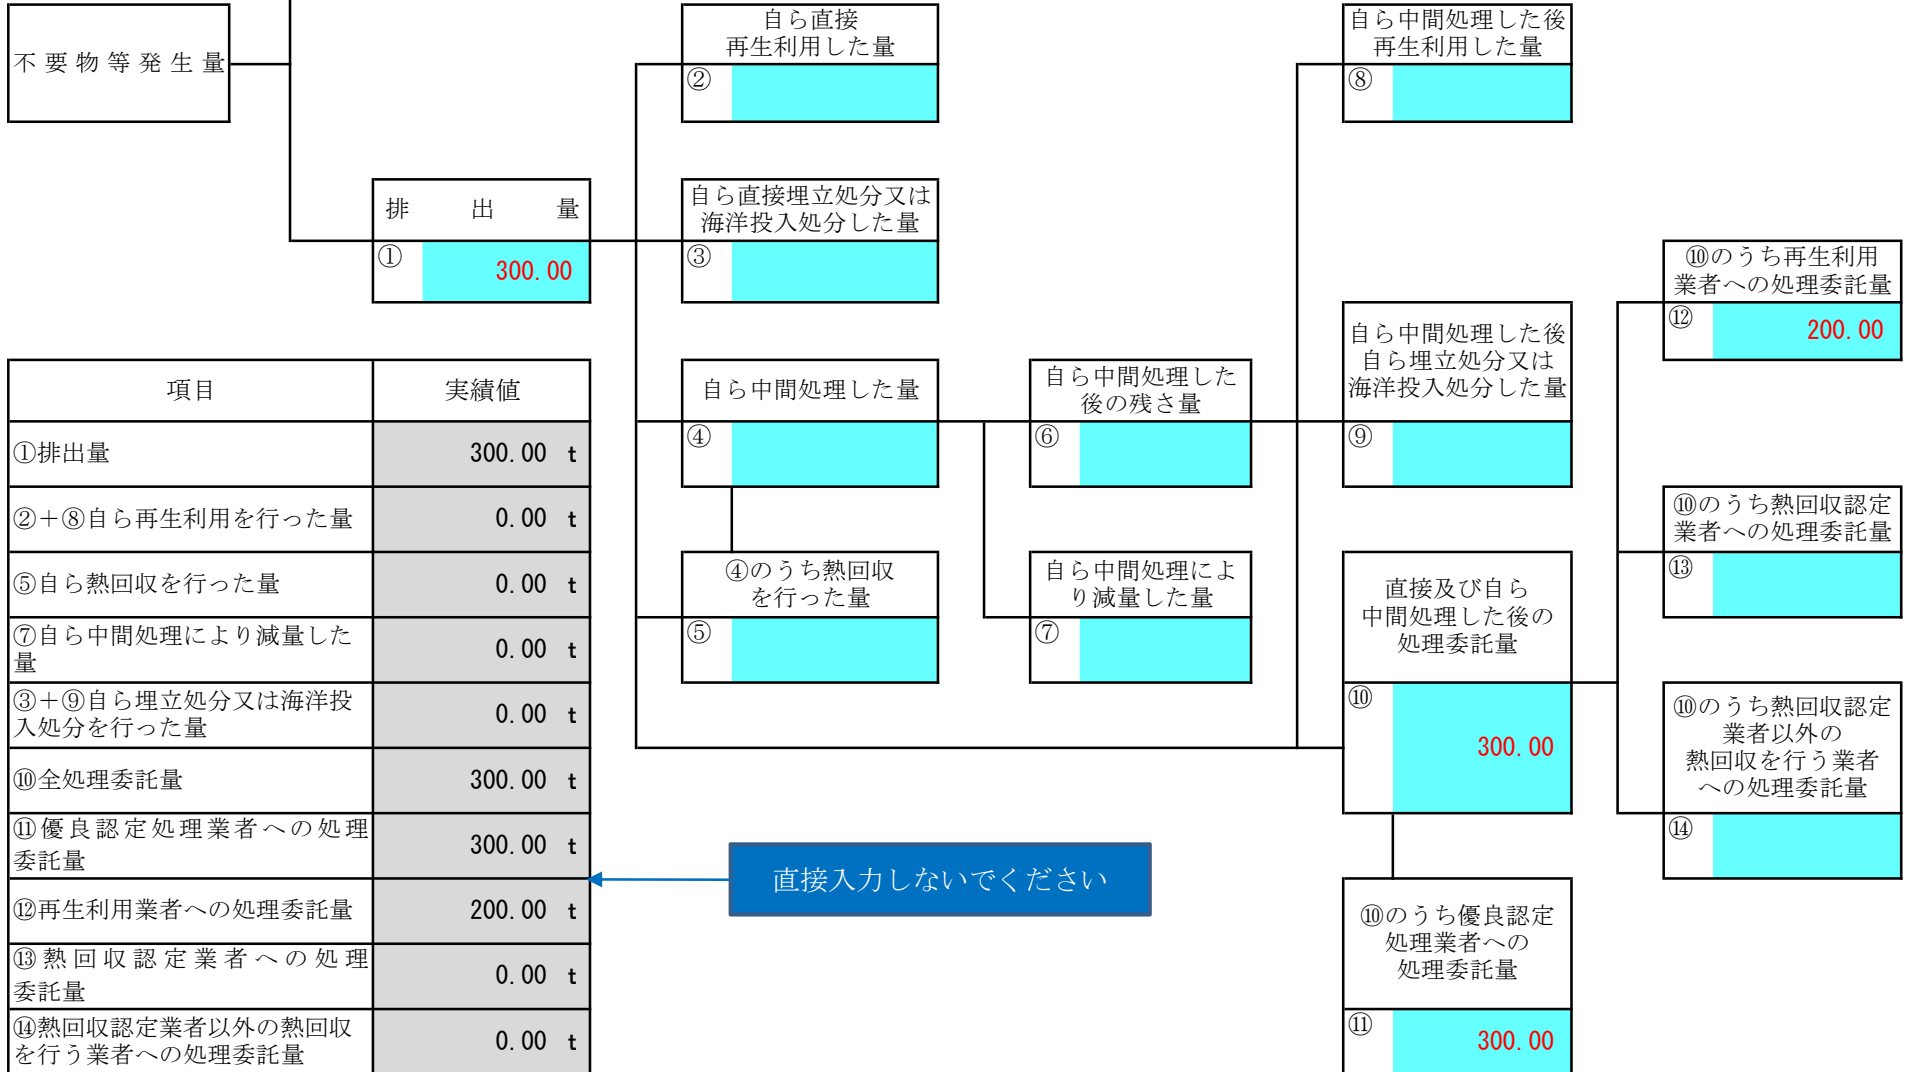 不要物等発生量
自ら直接
再生利用した量
②
自ら中間処理した後
再生利用した量
⑧
排出量
①
300.00
自ら直接埋立処分又は
海洋投入処分した量
③
⑩のうち再生利用
業者への処理委託量
⑫
200.00
自ら中間処理した後
自ら埋立処分又は
海洋投入処分した量
⑨
自ら中間処理した量
④
自ら中間処理した
後の残さ量
⑥
⑩のうち熱回収認定
業者への処理委託量
⑬
④のうち熱回収
を行った量
⑤
自ら中間処理によ
り減量した量
⑦
直接及び自ら
中間処理した後の
処理委託量
⑩
300.00
⑩のうち熱回収認定
業者以外の
熱回収を行う業者
への処理委託量
⑭
⑩のうち優良認定
処理業者への
処理委託量
⑪
300.00
直接入力しないでください
項目 実績値
①排出量 300.00 t
②＋⑧自ら再生利用を行った量 0.00 t
⑤自ら熱回収を行った量 0.00 t
⑦自ら中間処理により減量した
量 0.00 t
③＋⑨自ら埋立処分又は海洋投
入処分を行った量 0.00 t
⑩全処理委託量 300.00 t
⑪優良認定処理業者への処理
委託量 300.00 t
⑫再生利用業者への処理委託量 200.00 t
⑬熱回収認定業者への処理
委託量 0.00 t
⑭熱回収認定業者以外の熱回収
を行う業者への処理委託量 0.00 t